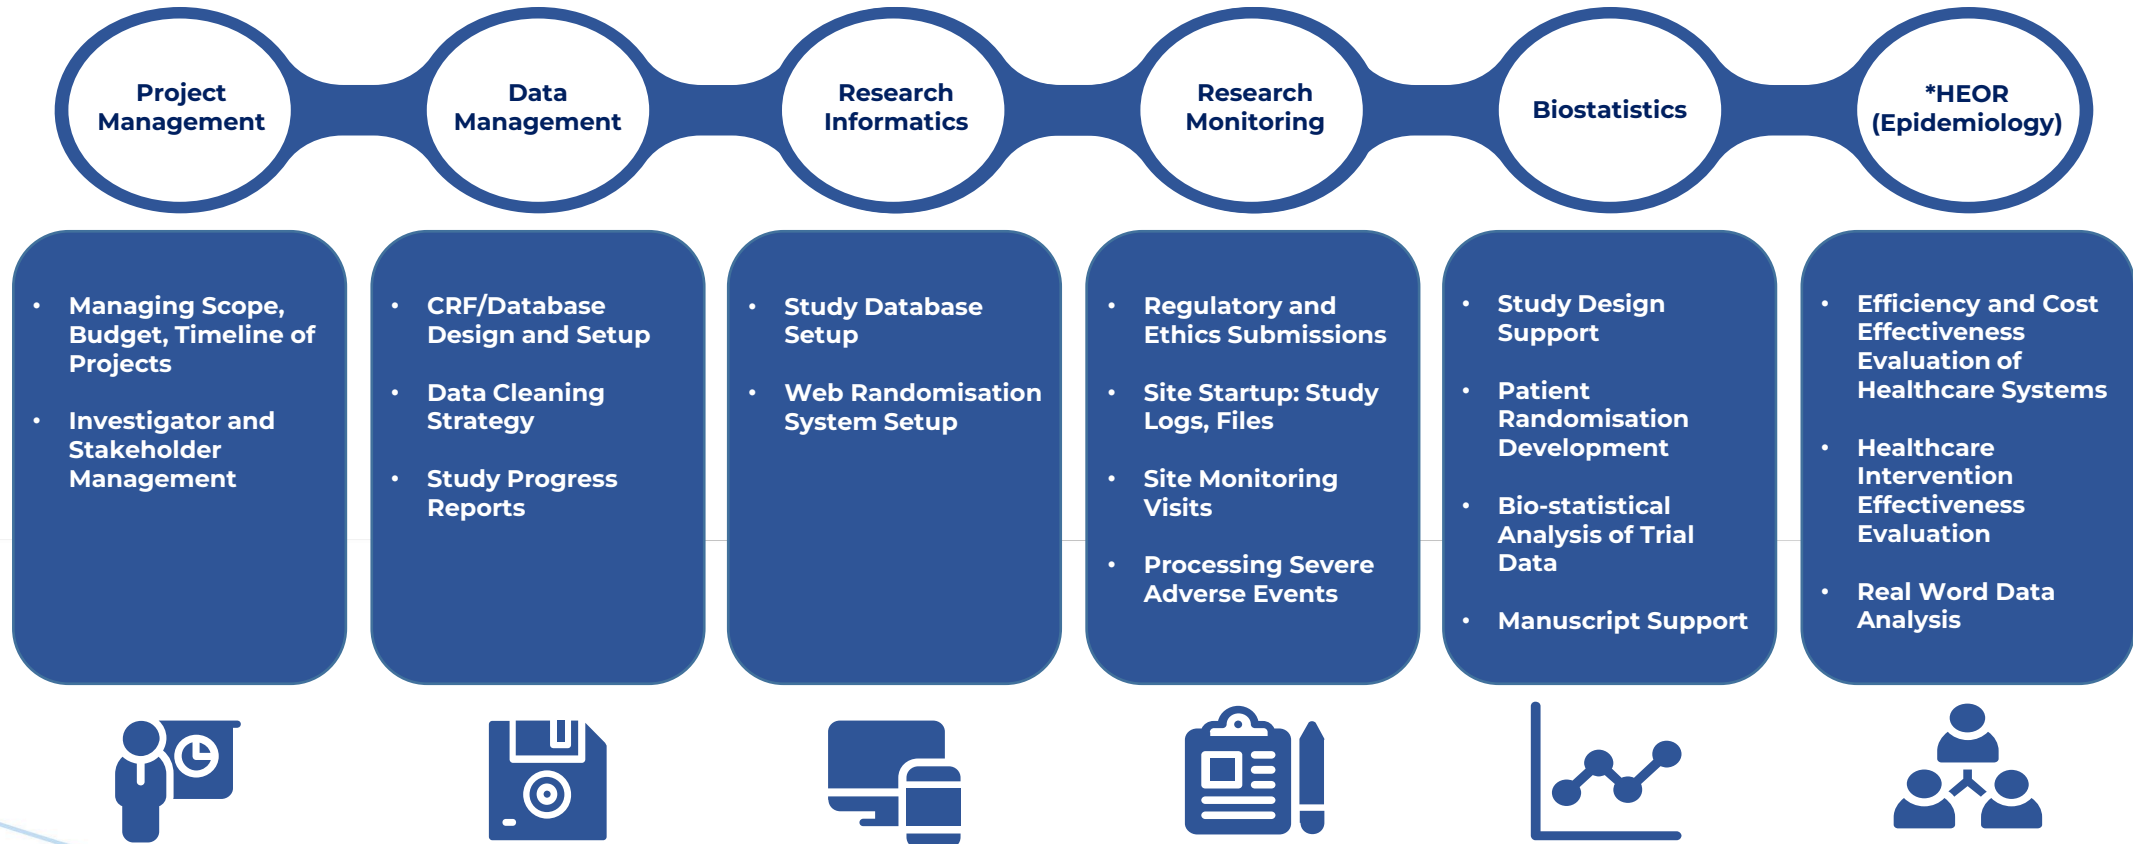 Project
Management
Data
Management
Research
Informatics
Research
Monitoring
Biostatistics
*HEOR
(Epidemiology)
• Managing Scope,
Budget, Timeline of
Projects
• Investigator and
Stakeholder
Management
• CRF/Database
Design and Setup
• Data Cleaning
Strategy
• Study Progress
Reports
• Study Database
Setup
• Web Randomisation
System Setup
• Regulatory and
Ethics Submissions
• Site Startup: Study
Logs, Files
• Site Monitoring
Visits
• Processing Severe
Adverse Events
• Study Design
Support
• Patient
Randomisation
Development
• Bio-statistical
Analysis of Trial
Data
• Manuscript Support
• Efficiency and Cost
Effectiveness
Evaluation of
Healthcare Systems
• Healthcare
Intervention
Effectiveness
Evaluation
• Real Word Data
Analysis